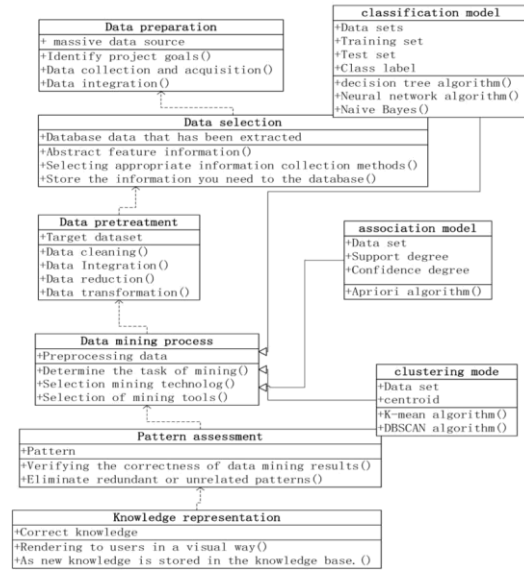 Data preparation
+ massive data source
+Identify project goals()
+Data collection and acquisition()
+Data integration()
classification model
+Data sets
+Training set
+Test set
+Class label
+decision tree algorithm()
+Neural network algorithm()
+Naive Bayes()
Data selection
+Database data that has been extracted
+Abstract feature information()
+Selecting appropriate information collection methods()
+Store the information you need to the database()
Data pretreatment
+Target dataset
+Data cleaning()
+Data Integration()
+Data reduction()
+Data transformation()
association model
+Data set
+Support degree
+Confidence degree
+Apriori algorithm()
Data mining process
+Preprocessing data
+Determine the task of mining()
+Selection mining technolog()
+Selection of mining tools()
clustering mode
+Data set
+centroid
+K-mean algorithm()
+DBSCAN algorithm()
Pattern assessment
+Pattern
+Verifying the correctness of data mining results()
+Eliminate redundant or unrelated patterns()
Knowledge representation
+Correct knowledge
+Rendering to users in a visual way()
+As new knowledge is stored in the knowledge base.()